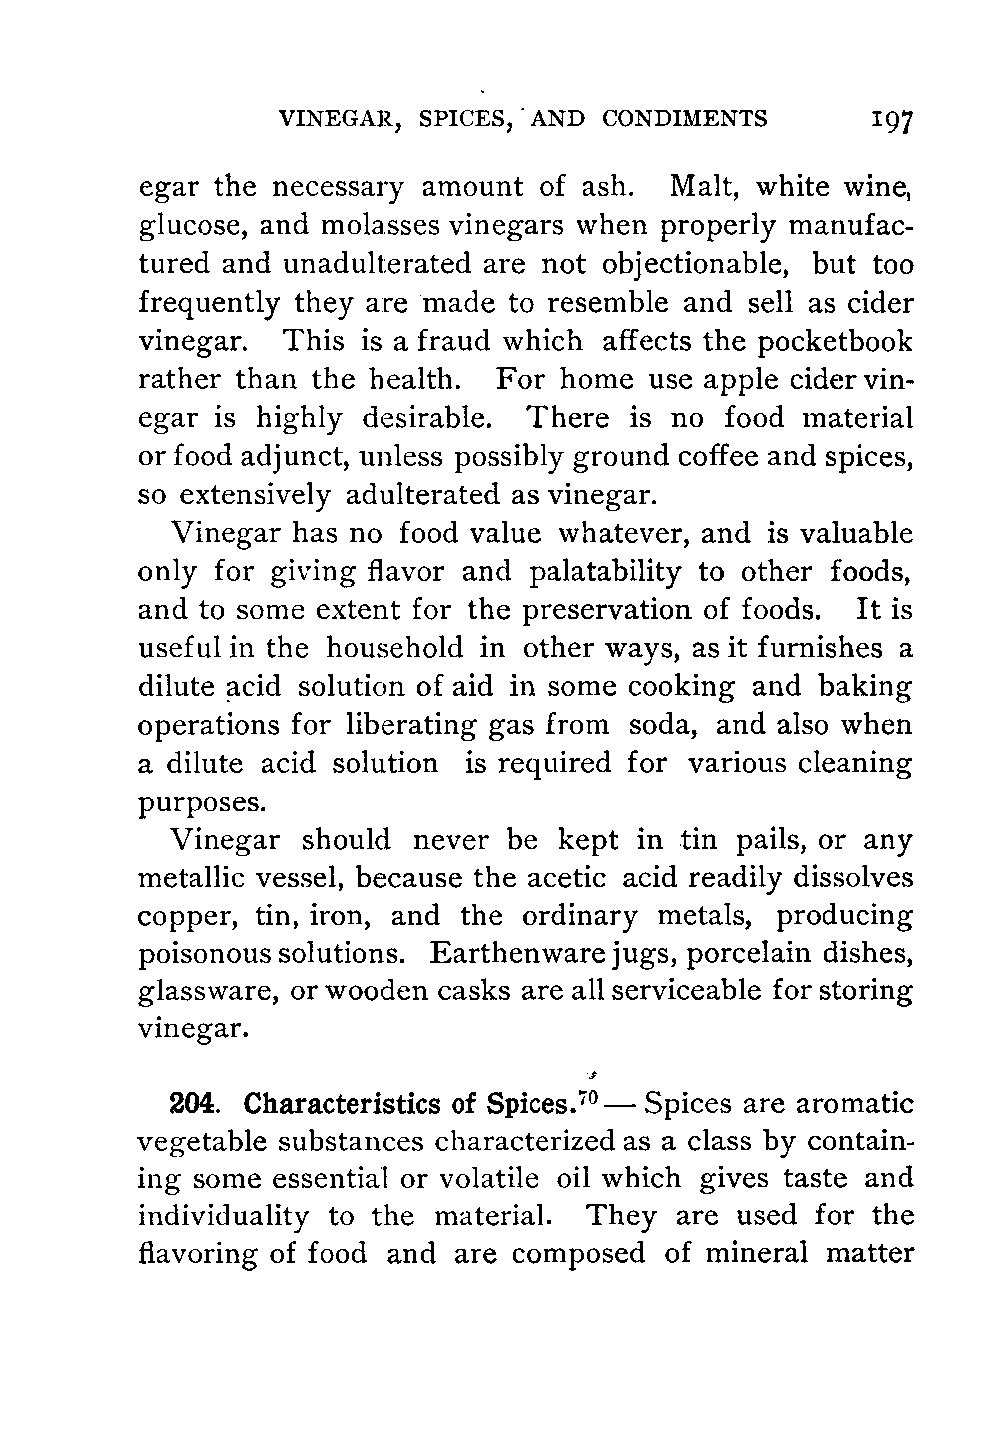 VINEGAR, SPICES, AND CONDIMENTS 197
egar the necessary amount of ash. Malt, white wine,
glucose, and molasses vinegars when properly manufac-
tured and unadulterated are not objectionable, but too
frequently they are made to resemble and sell as cider
vinegar. This is a fraud which affects the pocketbook
rather than the health. For home use apple cider vin-
egar is highly desirable. There is no food material
or food adjunct, unless possibly ground coffee and spices,
so extensively adulterated as vinegar.
Vinegar has no food value whatever, and is valuable
only for giving flavor and palatability to other foods,
and to some extent for the preservation of foods. It is
useful in the household in other ways, as it furnishes a
dilute acid solution of aid in some cooking and baking
operations for liberating gas from soda, and also when
a dilute acid solution is required for various cleaning
purposes.
Vinegar should never be kept in tin pails, or any
metallic vessel, because the acetic acid readily dissolves
copper, tin, iron, and the ordinary metals, producing
poisonous solutions. Earthenware jugs, porcelain dishes,
glassware, or wooden casks are all serviceable for storing
vinegar.
204. Characteristics of Spices.⁷⁰ — Spices are aromatic
vegetable substances characterized as a class by contain-
ing some essential or volatile oil which gives taste and
individuality to the material. They are used for the
flavoring of food and are composed of mineral matter